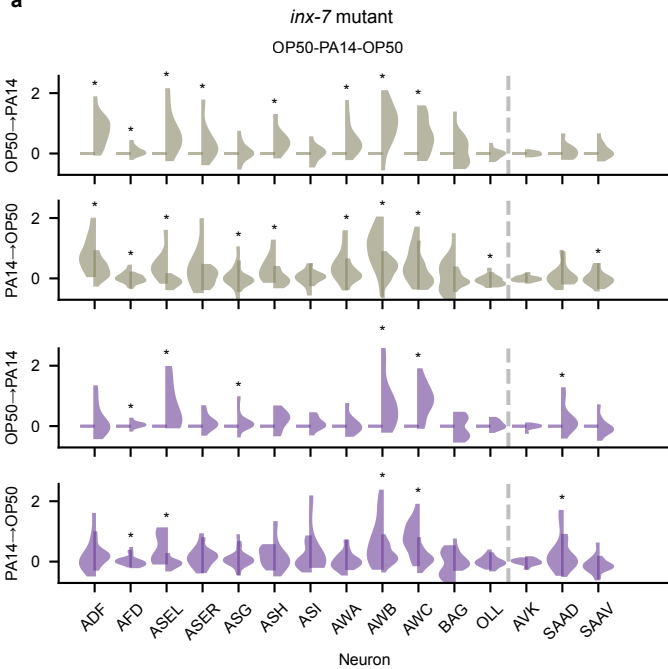 a
inx-7 mutant
OP50-PA14-OP50
OP50→PA14
2
0
* * * * * * * *
PA14→OP50
2
0
* * * * * * * * * *
OP50→PA14
2
0
* * * * * *
PA14→OP50
2
0
* * * * *
ADF AFD ASEL ASER ASG ASH ASI AWA AWB AWC BAG OLL AVK SAAD SAAV
Neuron